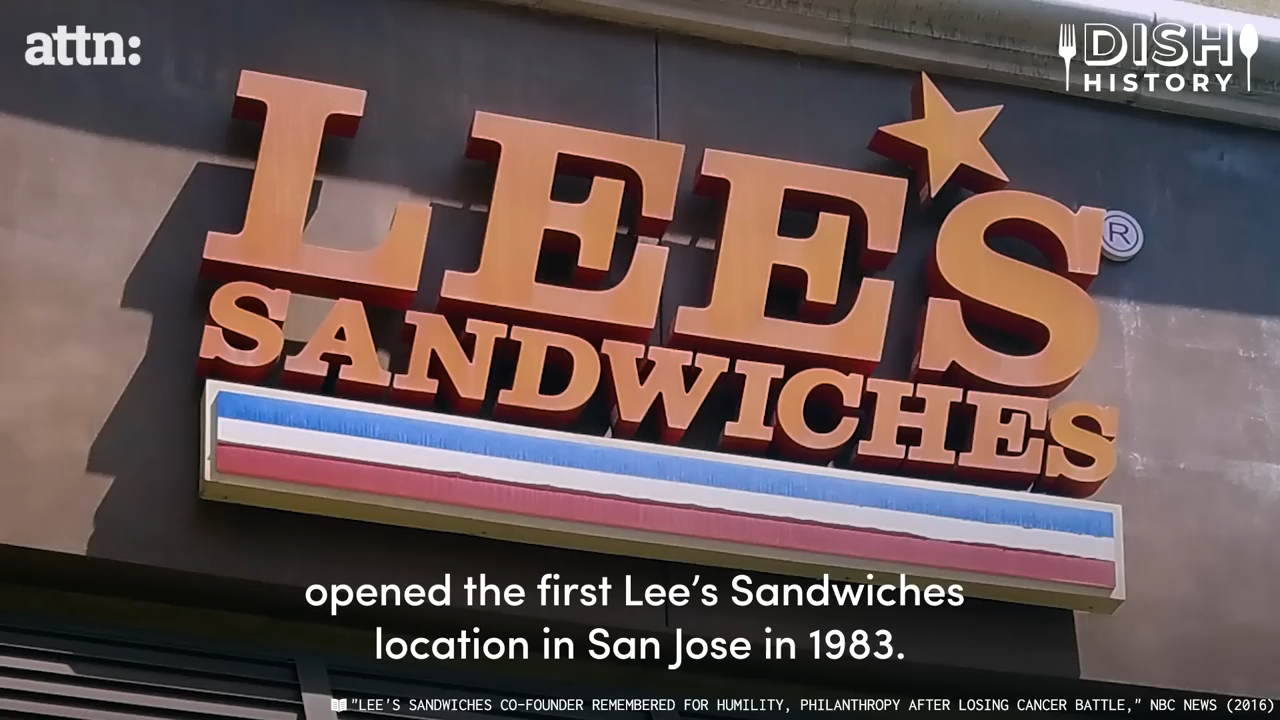 attn:
DISH
HISTORY
LEE'S
®
SANDWICHES
opened the first Lee's Sandwiches
location in San Jose in 1983.
"LEE'S SANDWICHES CO-FOUNDER REMEMBERED FOR HUMILITY, PHILANTHROPY AFTER LOSING CANCER BATTLE," NBC NEWS (2016)